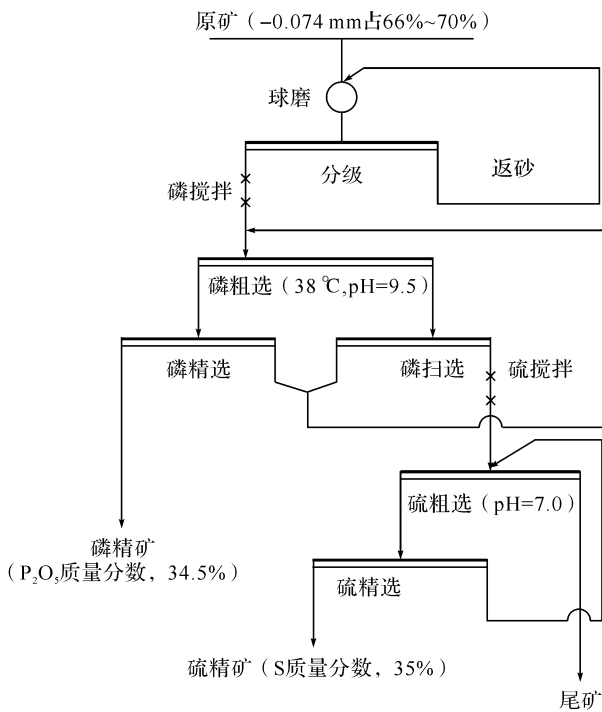 原矿（-0.074 mm占66%~70%）
球磨
分级
返砂
磷搅拌
磷粗选（38 ℃,pH=9.5）
磷精选
磷扫选
硫搅拌
硫粗选（pH=7.0）
磷精矿
（P₂O₅质量分数，34.5%）
硫精选
硫精矿（S质量分数，35%）
尾矿